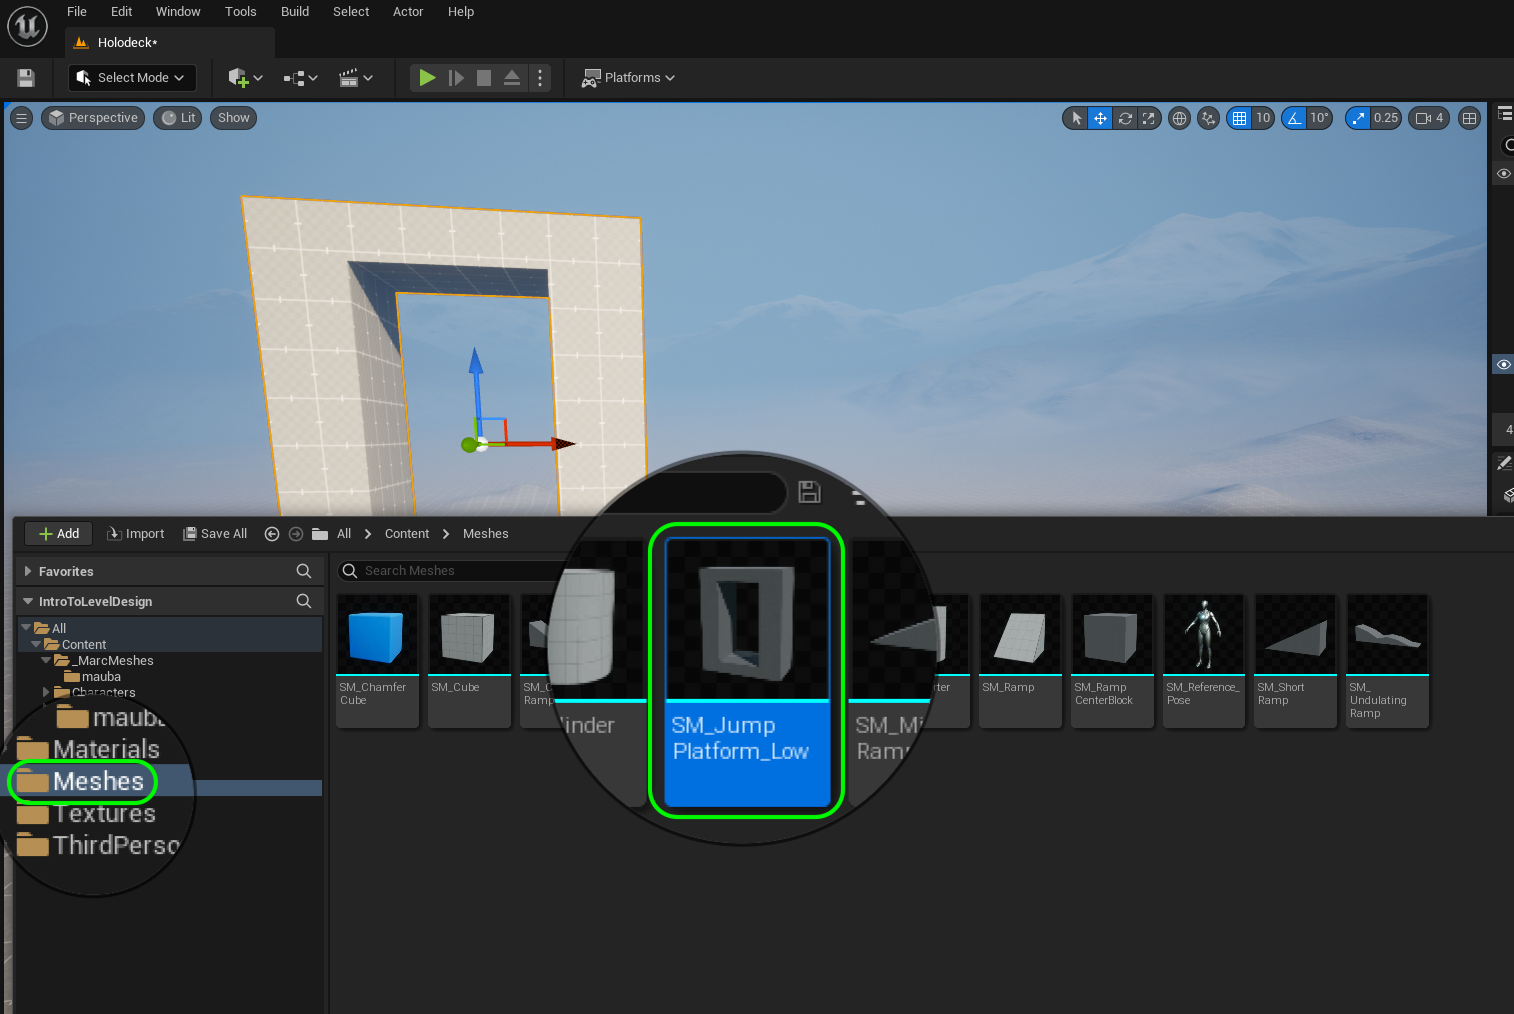 File Edit Window Tools Build Select Actor Help
Holodeck*
Select Mode
Platforms
Perspective Lit Show
10 10° 0.25 4
4
Add Import Save All All Content Meshes
Favorites
Search Meshes
IntroToLevelDesign
All
Content
_MarcMeshes
mauba
Characters
Materials
Meshes
Textures
ThirdPerso
SM_Chamfer
Cube
SM_Cube
Ramp
inder
SM_Jump
Platform_Low
SM_Mi
Ramp
rter
SM_Ramp
SM_Ramp
CenterBlock
SM_Reference_
Pose
SM_Short
Ramp
SM_
Undulating
Ramp